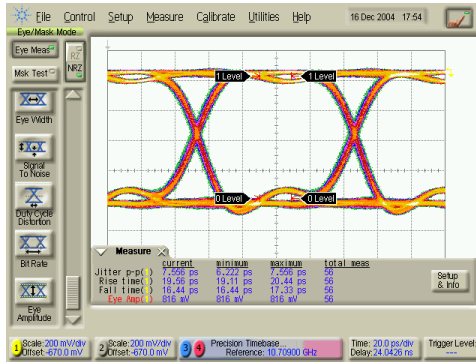 File Control Setup Measure Calibrate Utilities Help 16 Dec 2004 17:54
Eye/Mask Mode
Eye Meas
RZ
NRZ
Msk Test
Eye Width
Signal To Noise
Duty Cycle Distortion
Bit Rate
Eye Amplitude
1 Level 1 Level
0 Level 0 Level
Measure
current minimum maximum total meas
Jitter p-p( ) 7.556 ps 6.222 ps 7.556 ps 56
Rise time( ) 19.56 ps 19.11 ps 20.44 ps 56
Fall time( ) 16.44 ps 16.44 ps 17.33 ps 56
Eye Amp( ) 816 mV 816 mV 816 mV 56
Setup & Info
1 Scale: 200 mV/div Offset: -670.0 mV
2 Scale: 200 mV/div Offset: -670.0 mV
3 4 Precision Timebase... Reference: 10.70900 GHz
Time: 20.0 ps/div Delay: 24.0426 ns
Trigger Level ---